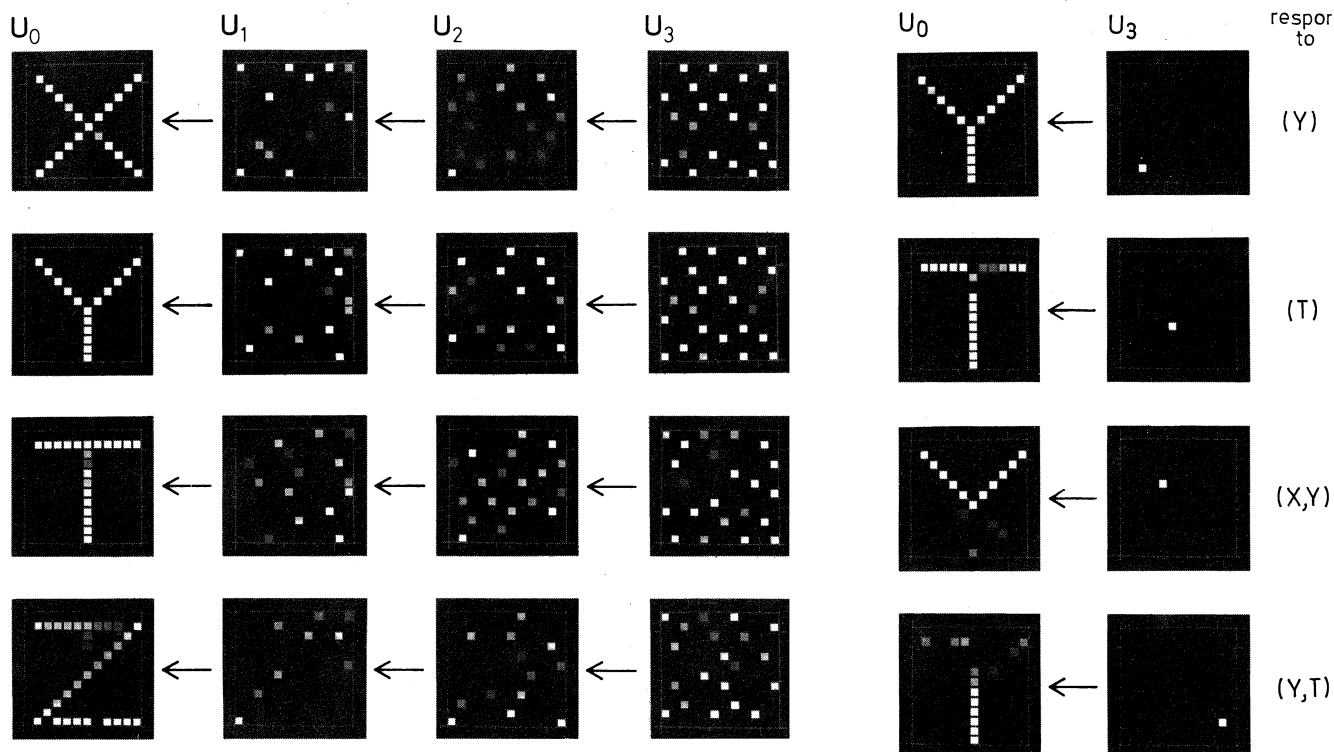 U₀ U₁ U₂ U₃ U₀ U₃ respor
to
(Y)
(T)
(X,Y)
(Y,T)